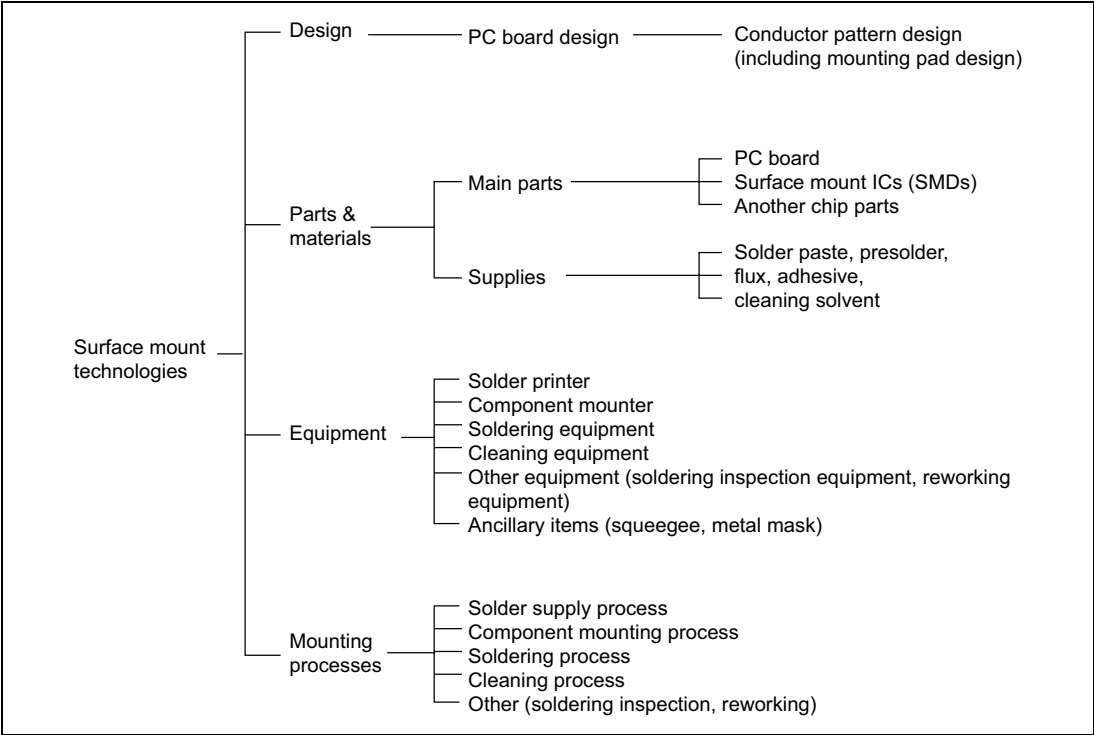 Design
PC board design
Conductor pattern design
(including mounting pad design)
Parts &
materials
Main parts
PC board
Surface mount ICs (SMDs)
Another chip parts
Supplies
Solder paste, presolder,
flux, adhesive,
cleaning solvent
Surface mount
technologies
Equipment
Solder printer
Component mounter
Soldering equipment
Cleaning equipment
Other equipment (soldering inspection equipment, reworking
equipment)
Ancillary items (squeegee, metal mask)
Mounting
processes
Solder supply process
Component mounting process
Soldering process
Cleaning process
Other (soldering inspection, reworking)